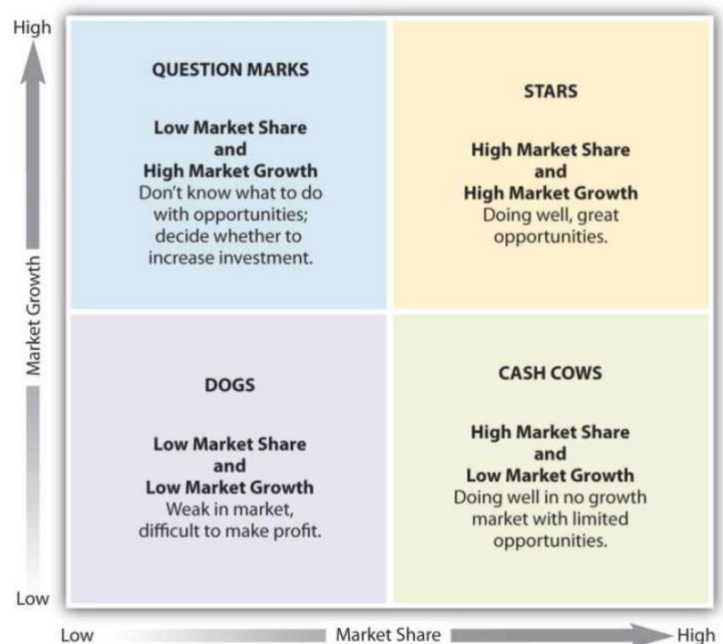 High
QUESTION MARKS
Low Market Share
and
High Market Growth
Don't know what to do
with opportunities;
decide whether to
increase investment.
STARS
High Market Share
and
High Market Growth
Doing well, great
opportunities.
Market Growth
DOGS
Low Market Share
and
Low Market Growth
Weak in market,
difficult to make profit.
CASH COWS
High Market Share
and
Low Market Growth
Doing well in no growth
market with limited
opportunities.
Low
Low Market Share High